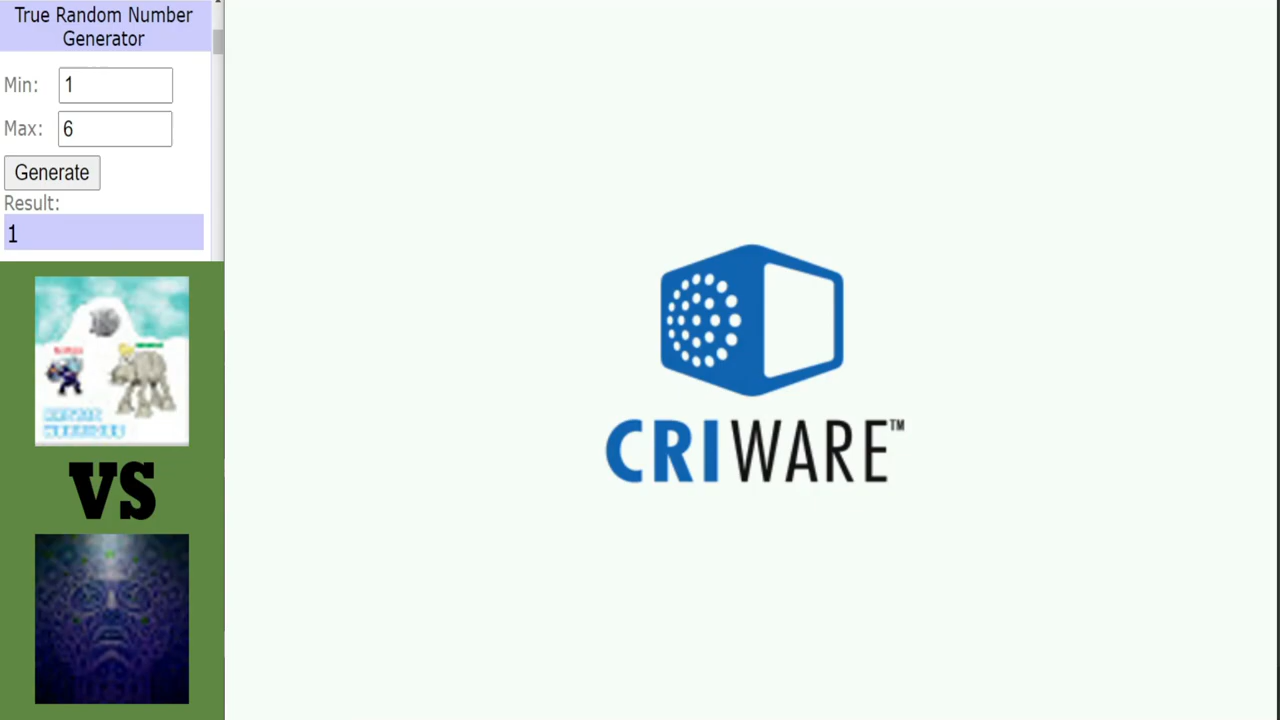 True Random Number
Generator
Min: 1
Max: 6
Generate
Result:
1
VS
CRIWARE™